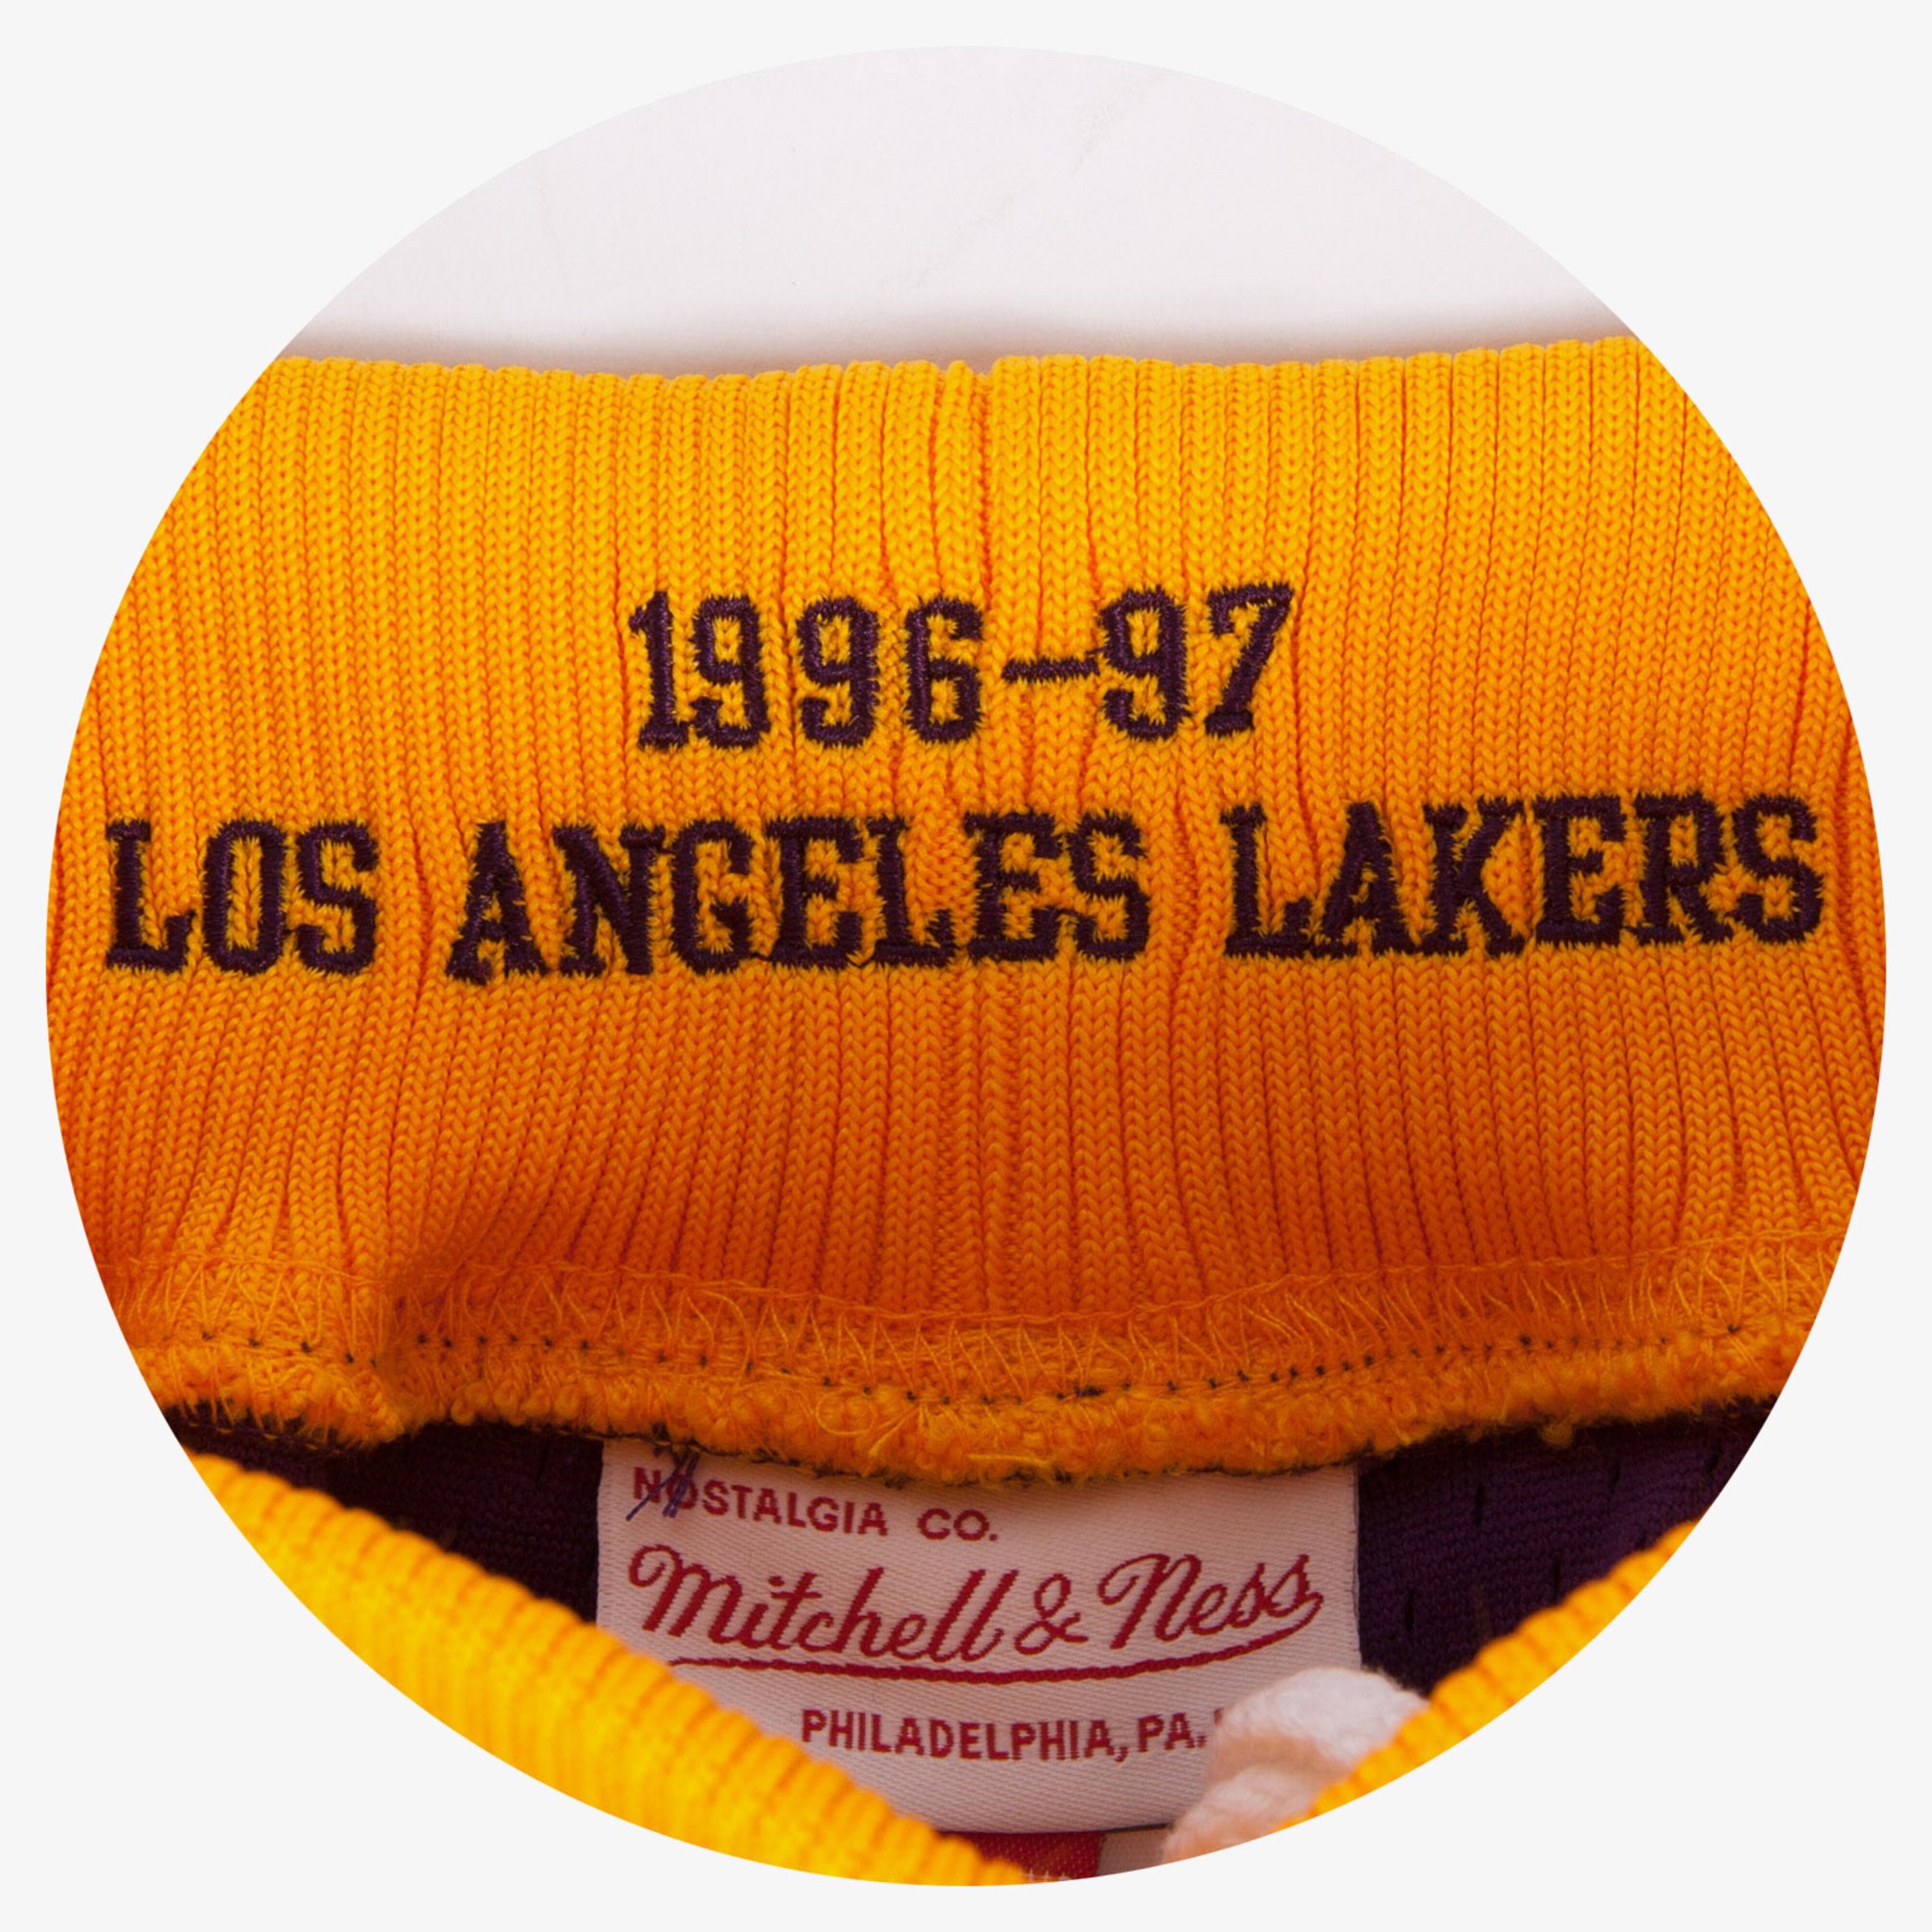 1996-97
LOS ANGELES LAKERS
NOSTALGIA CO.
Mitchell & Ness
PHILADELPHIA, PA.